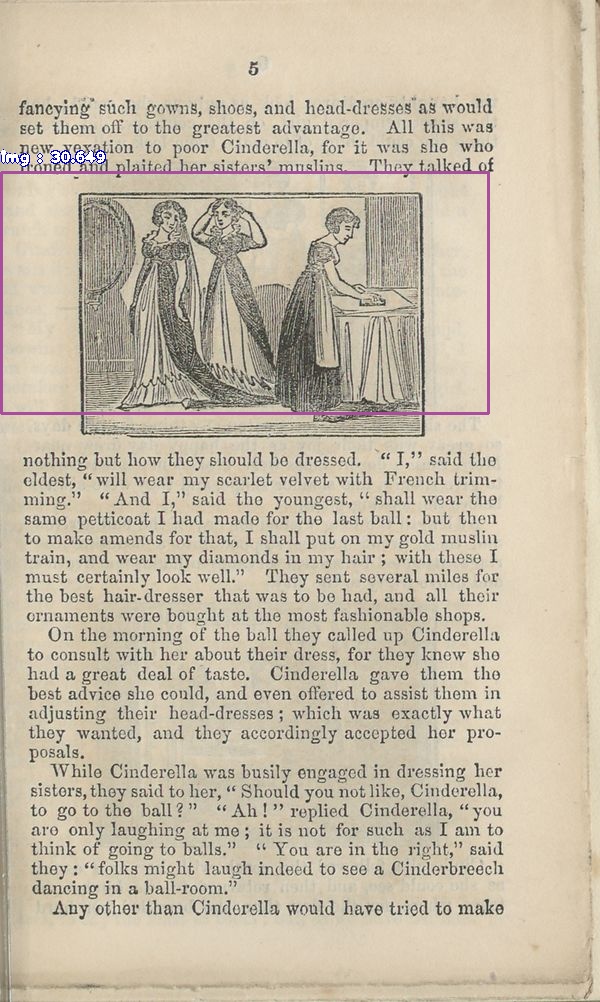 5
fancying such gowns, shoes, and head-dresses as would
set them off to the greatest advantage. All this was
new vexation to poor Cinderella, for it was she who
img : 30.649
ironed and plaited her sisters' muslins. They talked of
nothing but how they should be dressed. "I," said the
eldest, "will wear my scarlet velvet with French trim-
ming." "And I," said the youngest, "shall wear the
same petticoat I had made for the last ball: but then
to make amends for that, I shall put on my gold muslin
train, and wear my diamonds in my hair ; with these I
must certainly look well." They sent several miles for
the best hair-dresser that was to be had, and all their
ornaments were bought at the most fashionable shops.
On the morning of the ball they called up Cinderella
to consult with her about their dress, for they knew she
had a great deal of taste. Cinderella gave them the
best advice she could, and even offered to assist them in
adjusting their head-dresses ; which was exactly what
they wanted, and they accordingly accepted her pro-
posals.
While Cinderella was busily engaged in dressing her
sisters, they said to her, "Should you not like, Cinderella,
to go to the ball ?" "Ah !" replied Cinderella, "you
are only laughing at me ; it is not for such as I am to
think of going to balls." "You are in the right," said
they : "folks might laugh indeed to see a Cinderbreech
dancing in a ball-room."
Any other than Cinderella would have tried to make